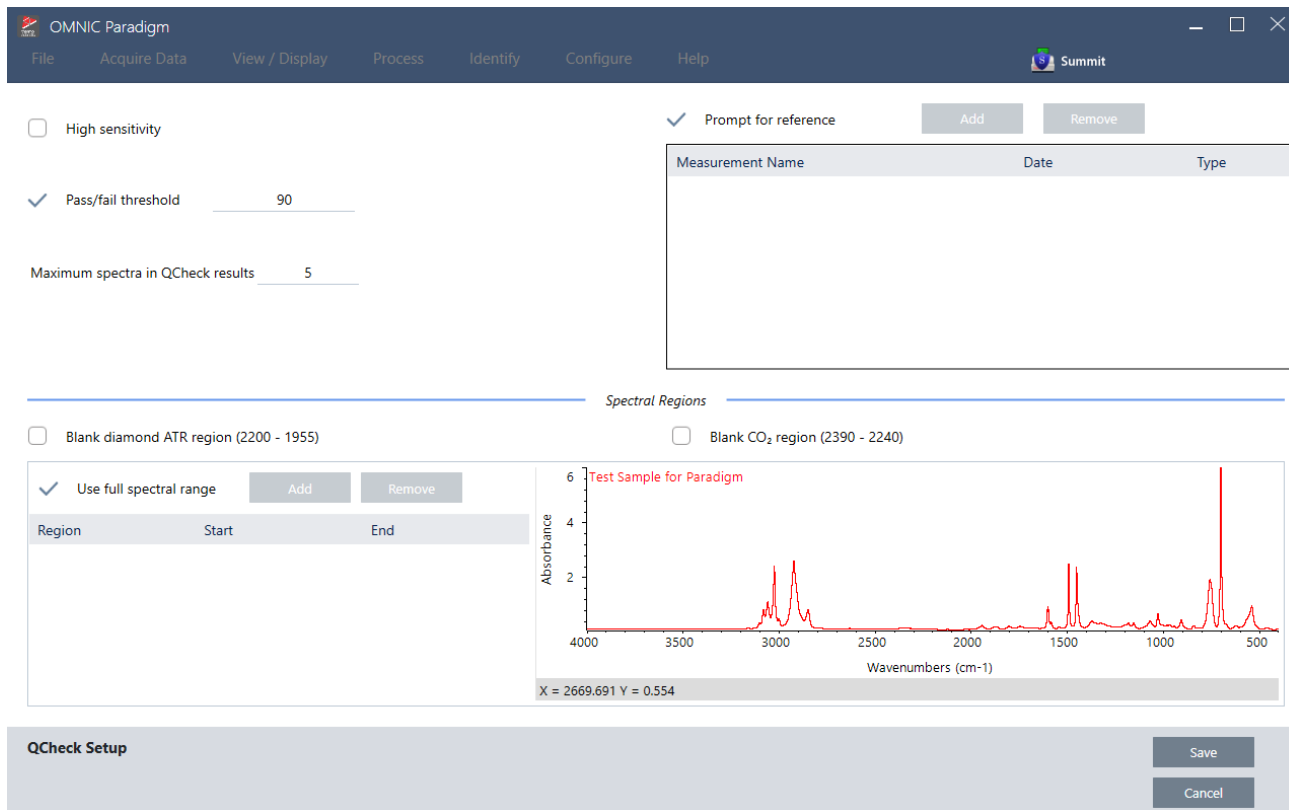 OMNIC Paradigm
File Acquire Data View / Display Process Identify Configure Help Summit
High sensitivity
Pass/fail threshold 90
Maximum spectra in QCheck results 5
Prompt for reference Add Remove
Measurement Name Date Type
Spectral Regions
Blank diamond ATR region (2200 - 1955)
Blank CO₂ region (2390 - 2240)
Use full spectral range Add Remove
Region Start End
Test Sample for Paradigm
Absorbance
6
4
2
4000 3500 3000 2500 2000 1500 1000 500
Wavenumbers (cm-1)
X = 2669.691 Y = 0.554
QCheck Setup
Save
Cancel